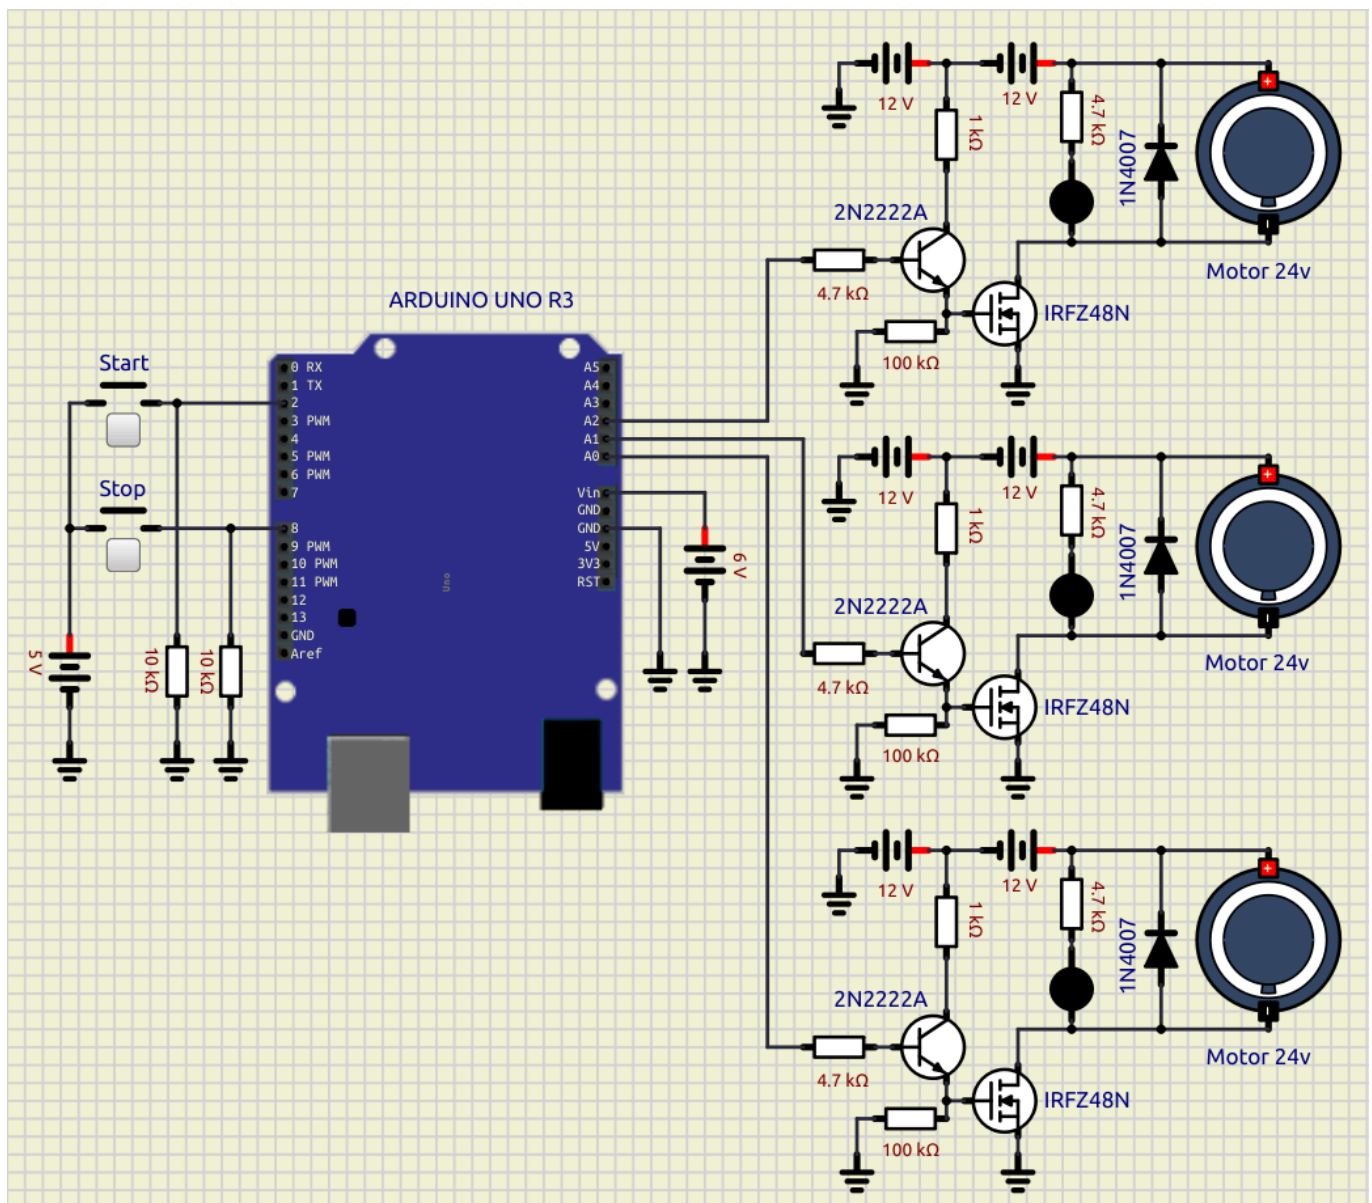 12 V
12 V
4.7 kΩ
1 kΩ
1N4007
2N2222A
Motor 24v
4.7 kΩ
IRFZ48N
100 kΩ
ARDUINO UNO R3
Start
Stop
0 RX
1 TX
2
3 PWM
4
5 PWM
6 PWM
7
8
9 PWM
10 PWM
11 PWM
12
13
GND
Aref
A5
A4
A3
A2
A1
A0
Vin
GND
GND
5V
3V3
RST
Uno
6 V
5 V
10 kΩ
10 kΩ
12 V
12 V
4.7 kΩ
1 kΩ
1N4007
2N2222A
Motor 24v
4.7 kΩ
IRFZ48N
100 kΩ
12 V
12 V
4.7 kΩ
1 kΩ
1N4007
2N2222A
Motor 24v
4.7 kΩ
IRFZ48N
100 kΩ